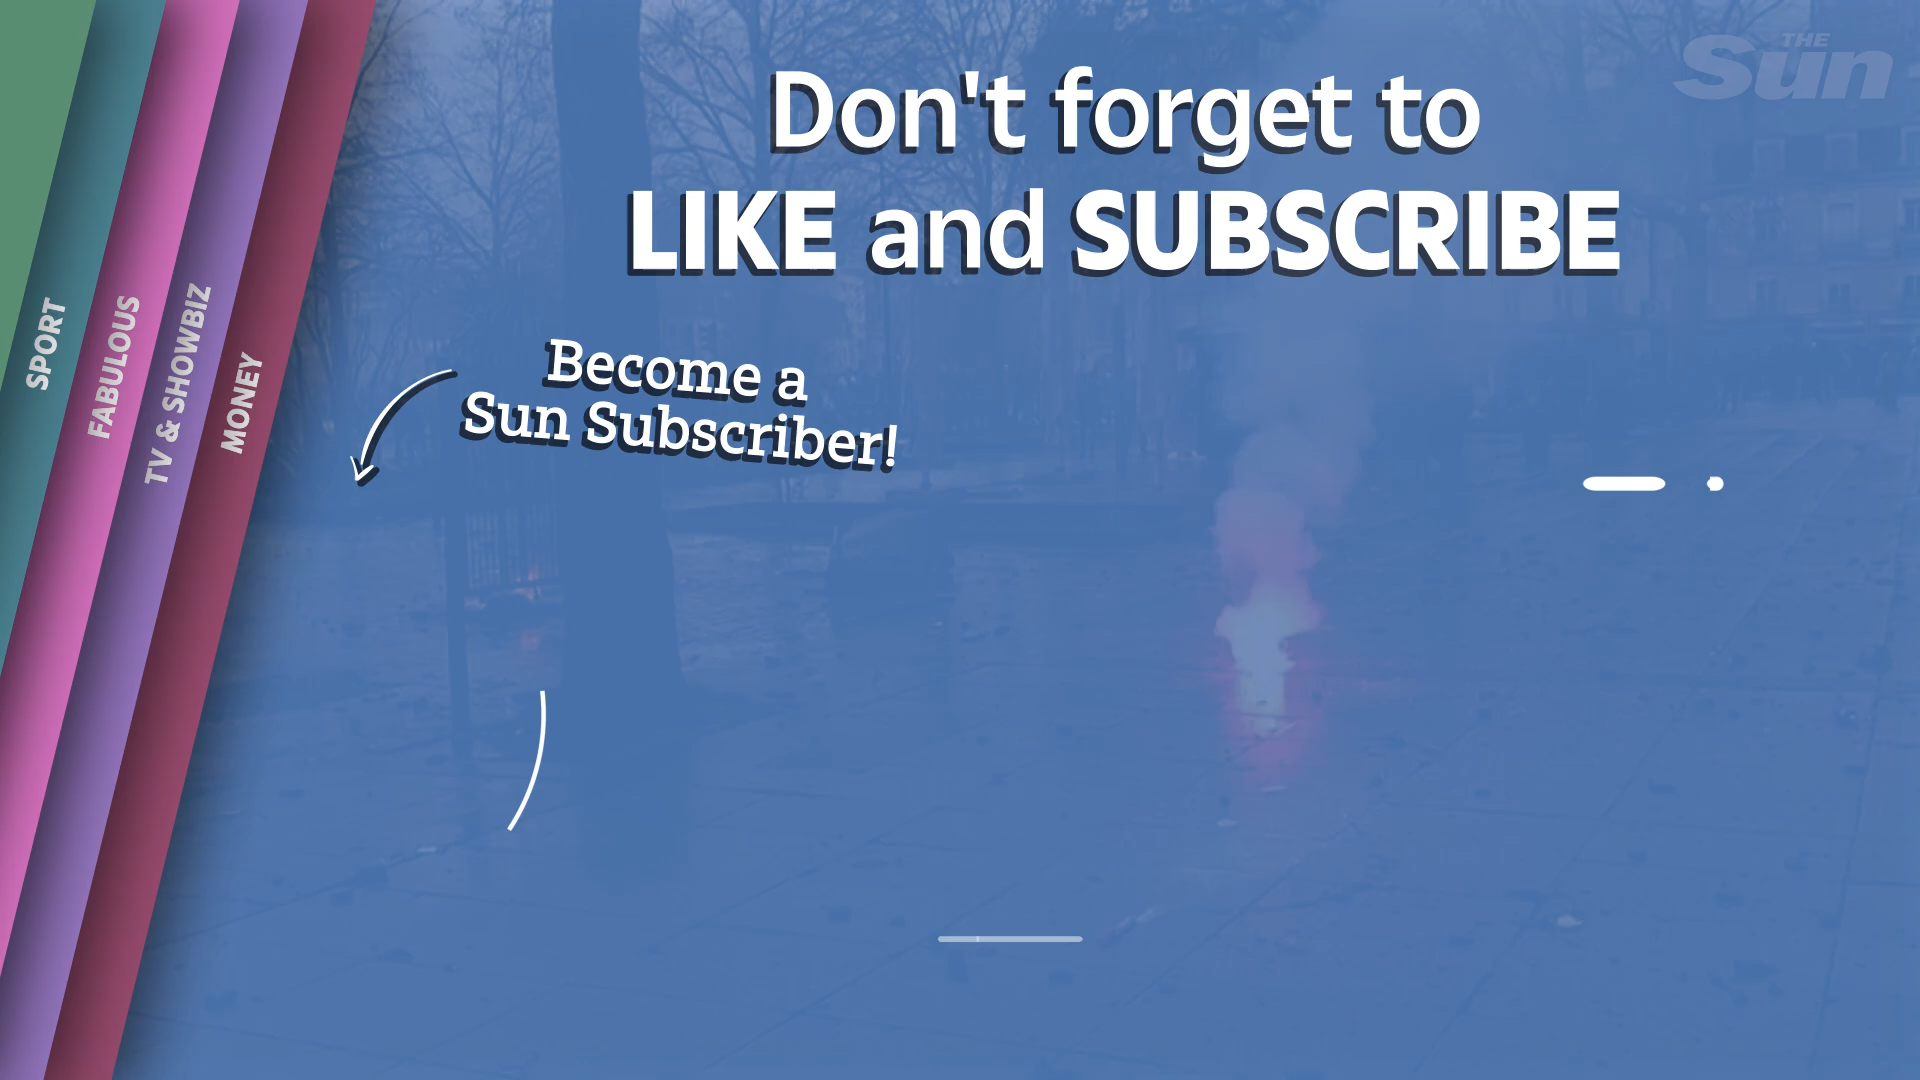 THE
Sun
Don't forget to
LIKE and SUBSCRIBE
Become a
Sun Subscriber!
SPORT
FABULOUS
TV & SHOWBIZ
MONEY